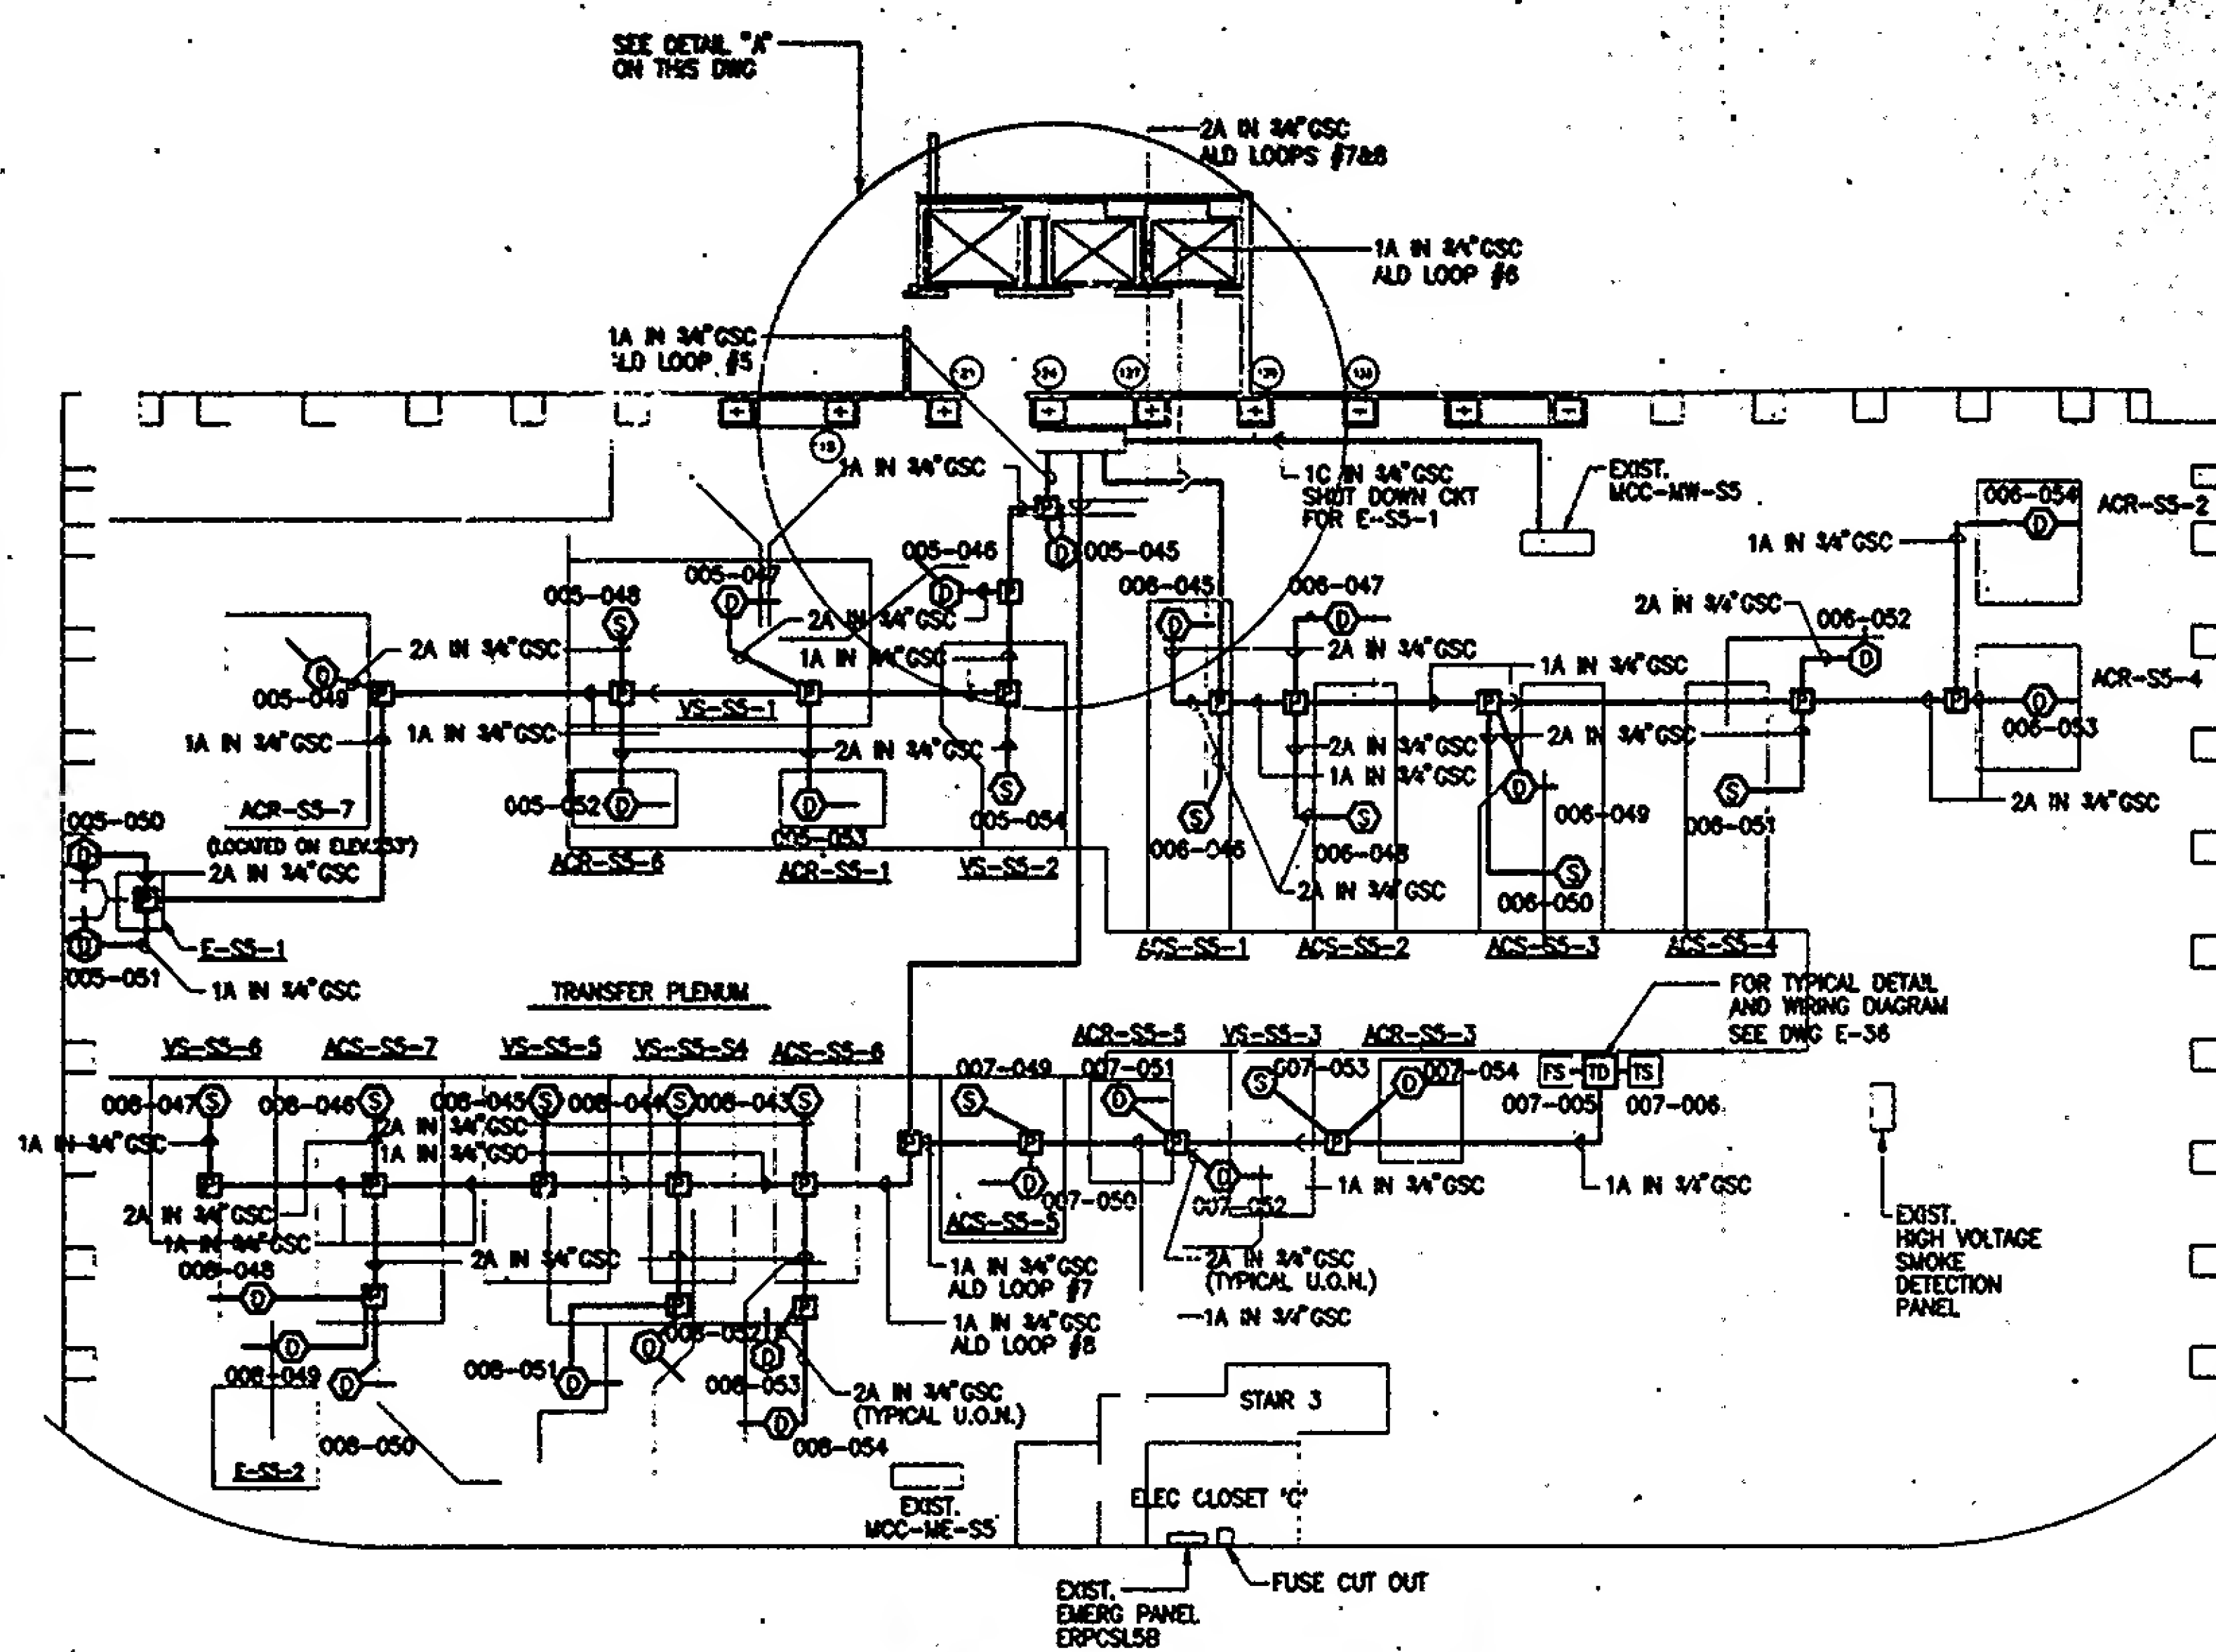 SEE DETAIL "A"
ON THIS DWG
2A IN 3/4"GSC
ALD LOOPS #7&8
1A IN 3/4"GSC
ALD LOOP #6
1A IN 3/4"GSC
ALD LOOP #5
1A IN 3/4"GSC
1C IN 3/4"GSC
SHUT DOWN CKT
FOR E-S5-1
EXIST.
MCC-MW-S5
006-054
D
ACR-S5-2
1A IN 3/4"GSC
005-046
005-045
D
P
005-047
D
005-048
S
2A IN 3/4"GSC
006-045
D
006-047
D
2A IN 3/4"GSC
006-052
D
2A IN 3/4"GSC
1A IN 3/4"GSC
2A IN 3/4"GSC
1A IN 3/4"GSC
D
005-049
P
P
VS-S5-1
P
P
P
P
P
P
P
D
ACR-S5-4
006-053
1A IN 3/4"GSC
1A IN 3/4"GSC
2A IN 3/4"GSC
2A IN 3/4"GSC
1A IN 3/4"GSC
2A IN 3/4"GSC
ACR-S5-7
(LOCATED ON ELEV.253')
005-052
D
D
005-053
S
005-054
S
006-046
S
006-048
D
006-049
S
006-051
2A IN 3/4"GSC
005-050
D
2A IN 3/4"GSC
ACR-S5-6
ACR-S5-1
VS-S5-2
2A IN 3/4"GSC
S
006-050
P
E-S5-1
005-051
1A IN 3/4"GSC
ACS-S5-1
ACS-S5-2
ACS-S5-3
ACS-S5-4
TRANSFER PLENUM
FOR TYPICAL DETAIL
AND WIRING DIAGRAM
SEE DWG E-36
VS-S5-6
ACS-S5-7
VS-S5-5
VS-S5-S4
ACS-S5-6
ACR-S5-5
VS-S5-3
ACR-S5-3
007-049
S
007-051
D
S
007-053
D
007-054
FS
TD
TS
007-005
007-006
008-047
S
008-046
S
008-045
S
008-044
S
008-043
S
2A IN 3/4"GSC
1A IN 3/4"GSC
1A IN 3/4"GSC
P
P
P
P
P
P
P
P
P
D
007-050
D
007-052
1A IN 3/4"GSC
1A IN 3/4"GSC
2A IN 3/4"GSC
1A IN 3/4"GSC
ACS-S5-5
2A IN 3/4"GSC
1A IN 3/4"GSC
ALD LOOP #7
2A IN 3/4"GSC
(TYPICAL U.O.N.)
EXIST.
HIGH VOLTAGE
SMOKE
DETECTION
PANEL
008-048
D
P
P
P
1A IN 3/4"GSC
ALD LOOP #8
1A IN 3/4"GSC
D
008-049
D
008-050
008-051
D
D
008-052
D
008-053
2A IN 3/4"GSC
(TYPICAL U.O.N.)
D
008-054
STAIR 3
E-S5-2
EXIST.
MCC-ME-S5
ELEC CLOSET 'C'
EXIST.
EMERG PANEL
ERPCSL5B
FUSE CUT OUT